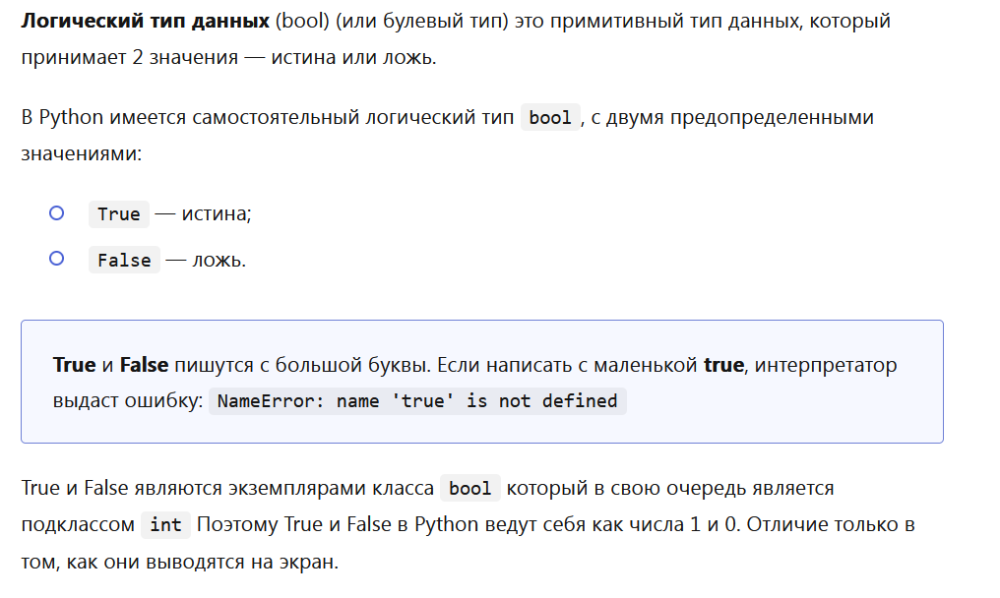 Логический тип данных (bool) (или булевый тип) это примитивный тип данных, который
принимает 2 значения — истина или ложь.
В Python имеется самостоятельный логический тип bool, с двумя предопределенными
значениями:
True — истина;
False — ложь.
True и False пишутся с большой буквы. Если написать с маленькой true, интерпретатор
выдаст ошибку: NameError: name 'true' is not defined
True и False являются экземплярами класса bool который в свою очередь является
подклассом int Поэтому True и False в Python ведут себя как числа 1 и 0. Отличие только в
том, как они выводятся на экран.